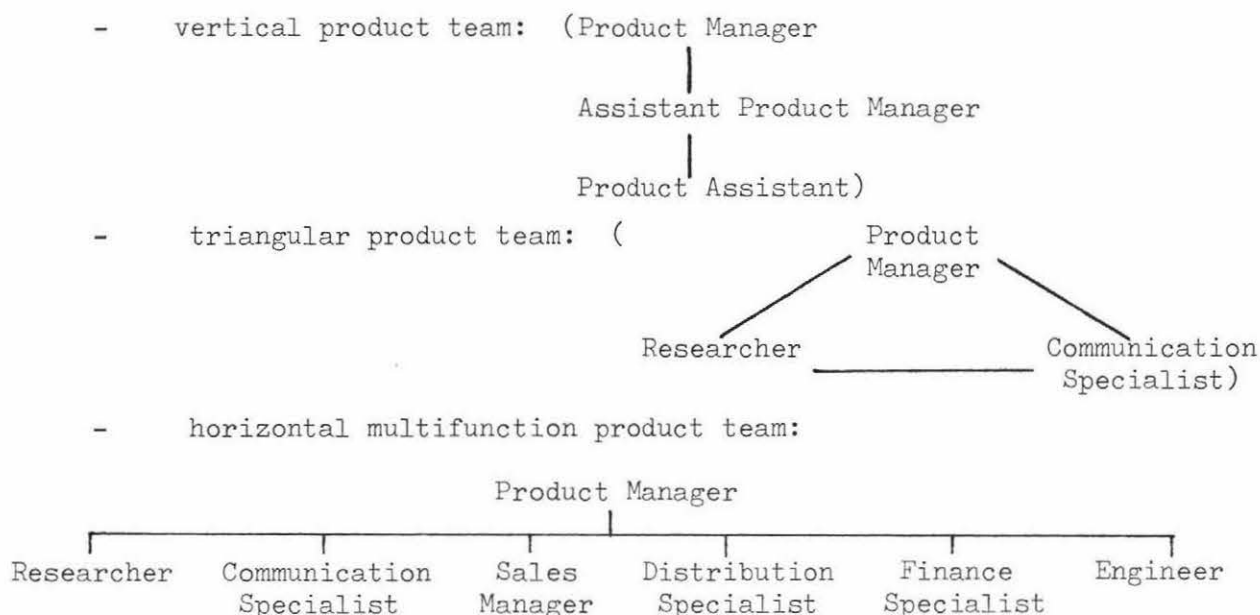 - vertical product team: (Product Manager
Assistant Product Manager
Product Assistant)
- triangular product team: ( Product
Manager
Researcher Communication
Specialist)
- horizontal multifunction product team:
Product Manager
Researcher Communication Sales Distribution Finance Engineer
Specialist Manager Specialist Specialist